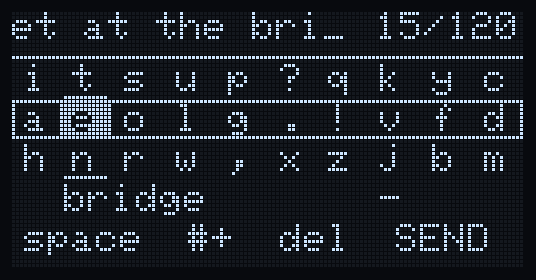 et at the bri_ 15/120
i t s u p ? q k y c
a e o l g . ! v f d
h n r w , x z j b m
bridge -
space #+ del SEND